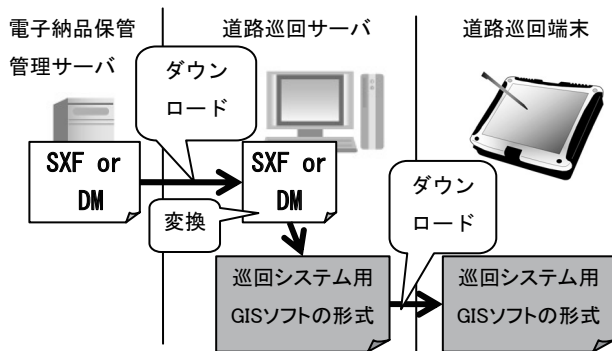 電子納品保管
管理サーバ
道路巡回サーバ
道路巡回端末
ダウン
ロード
SXF or
DM
SXF or
DM
変換
ダウン
ロード
巡回システム用
GISソフトの形式
巡回システム用
GISソフトの形式